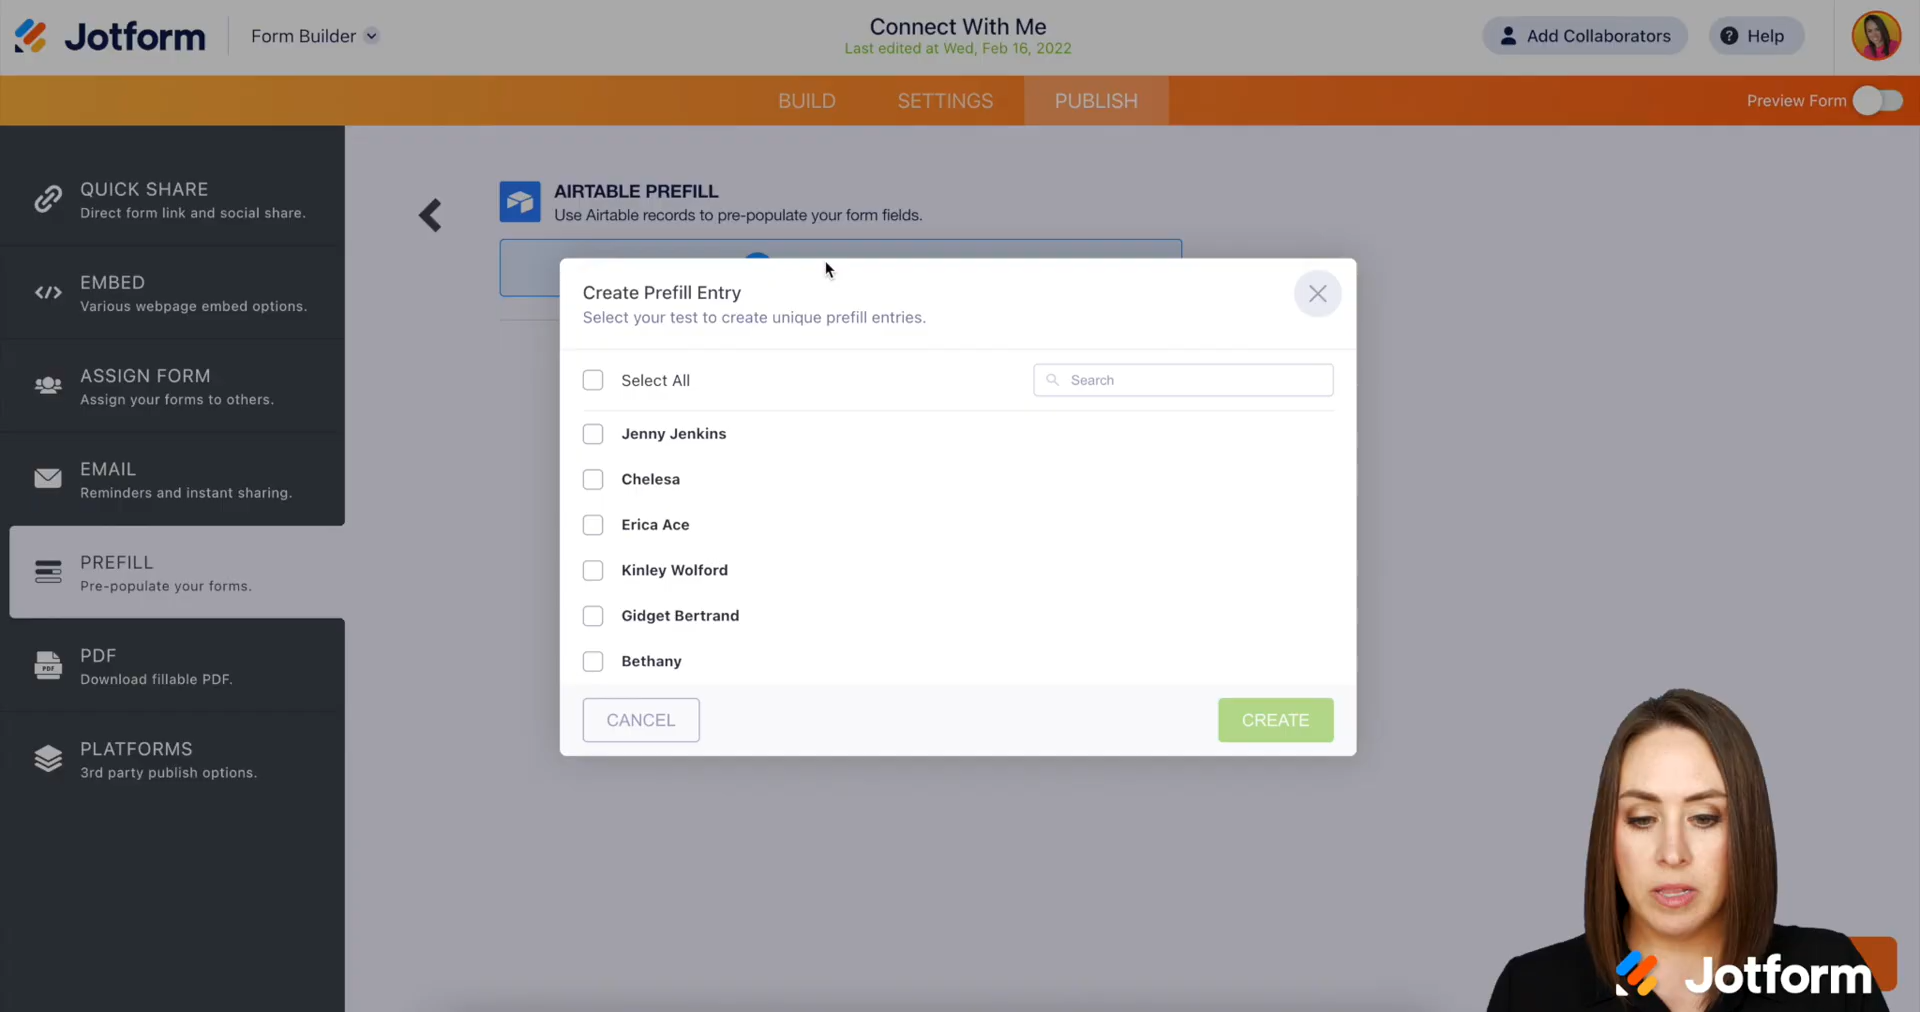 Jotform
Form Builder
Connect With Me
Last edited at Wed, Feb 16, 2022
Add Collaborators
Help
BUILD
SETTINGS
PUBLISH
Preview Form
QUICK SHARE
Direct form link and social share.
EMBED
Various webpage embed options.
ASSIGN FORM
Assign your forms to others.
EMAIL
Reminders and instant sharing.
PREFILL
Pre-populate your forms.
PDF
PDF
Download fillable PDF.
PLATFORMS
3rd party publish options.
AIRTABLE PREFILL
Use Airtable records to pre-populate your form fields.
Create Prefill Entry
Select your test to create unique prefill entries.
Select All
Search
Jenny Jenkins
Chelesa
Erica Ace
Kinley Wolford
Gidget Bertrand
Bethany
CANCEL
CREATE
Jotform